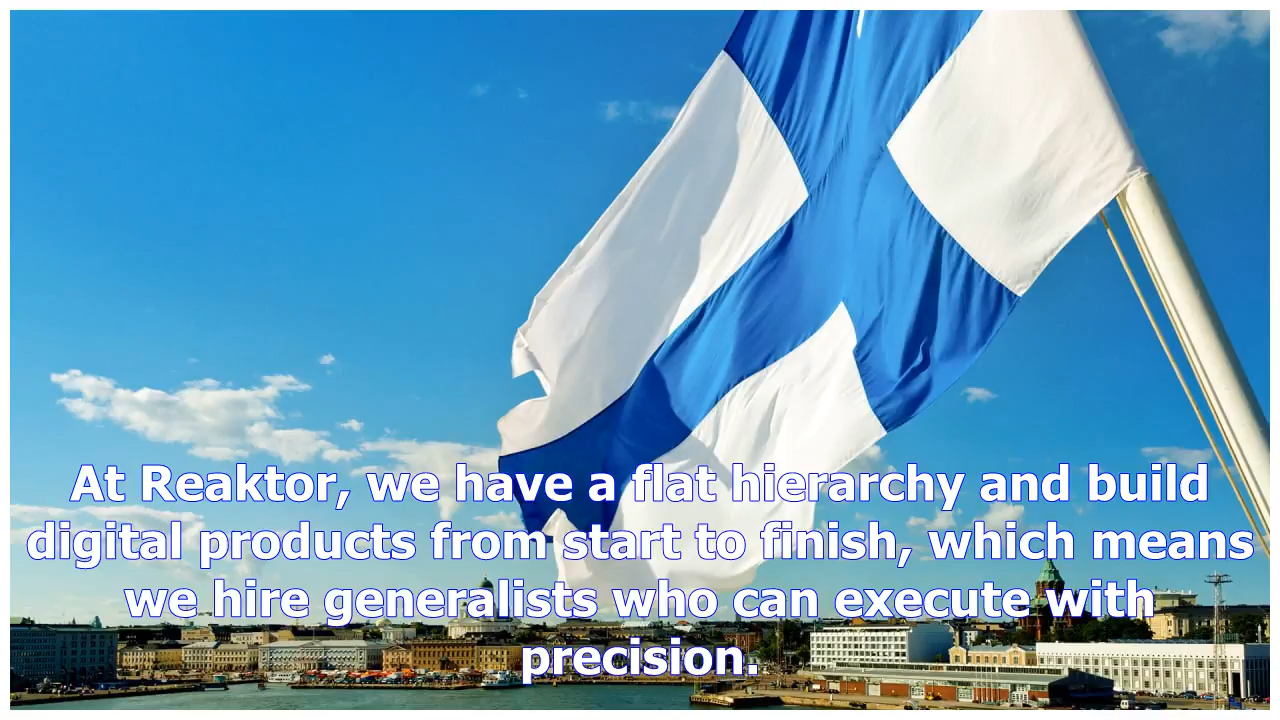 At Reaktor, we have a flat hierarchy and build
digital products from start to finish, which means
we hire generalists who can execute with
precision.